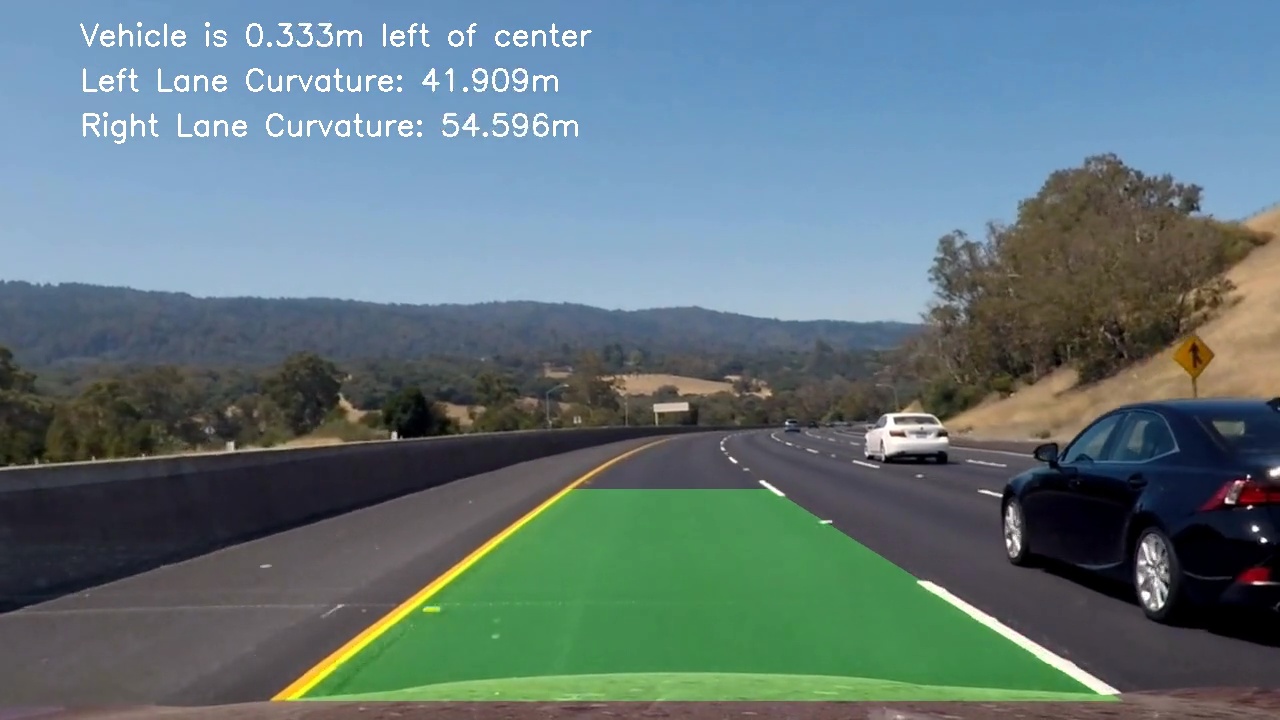 Vehicle is 0.333m left of center
Left Lane Curvature: 41.909m
Right Lane Curvature: 54.596m